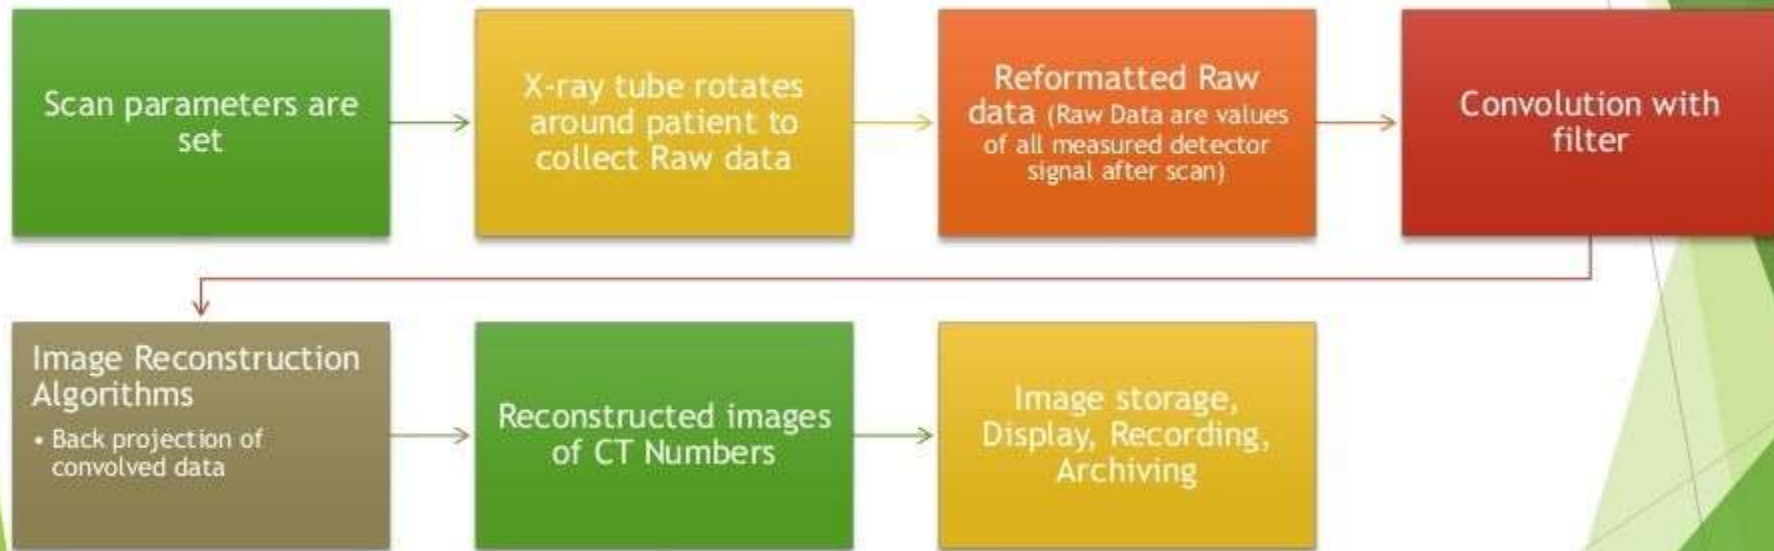 Scan parameters are
set
X-ray tube rotates
around patient to
collect Raw data
Reformatted Raw
data (Raw Data are values
of all measured detector
signal after scan)
Convolution with
filter
Image Reconstruction
Algorithms
• Back projection of
convolved data
Reconstructed images
of CT Numbers
Image storage,
Display, Recording,
Archiving